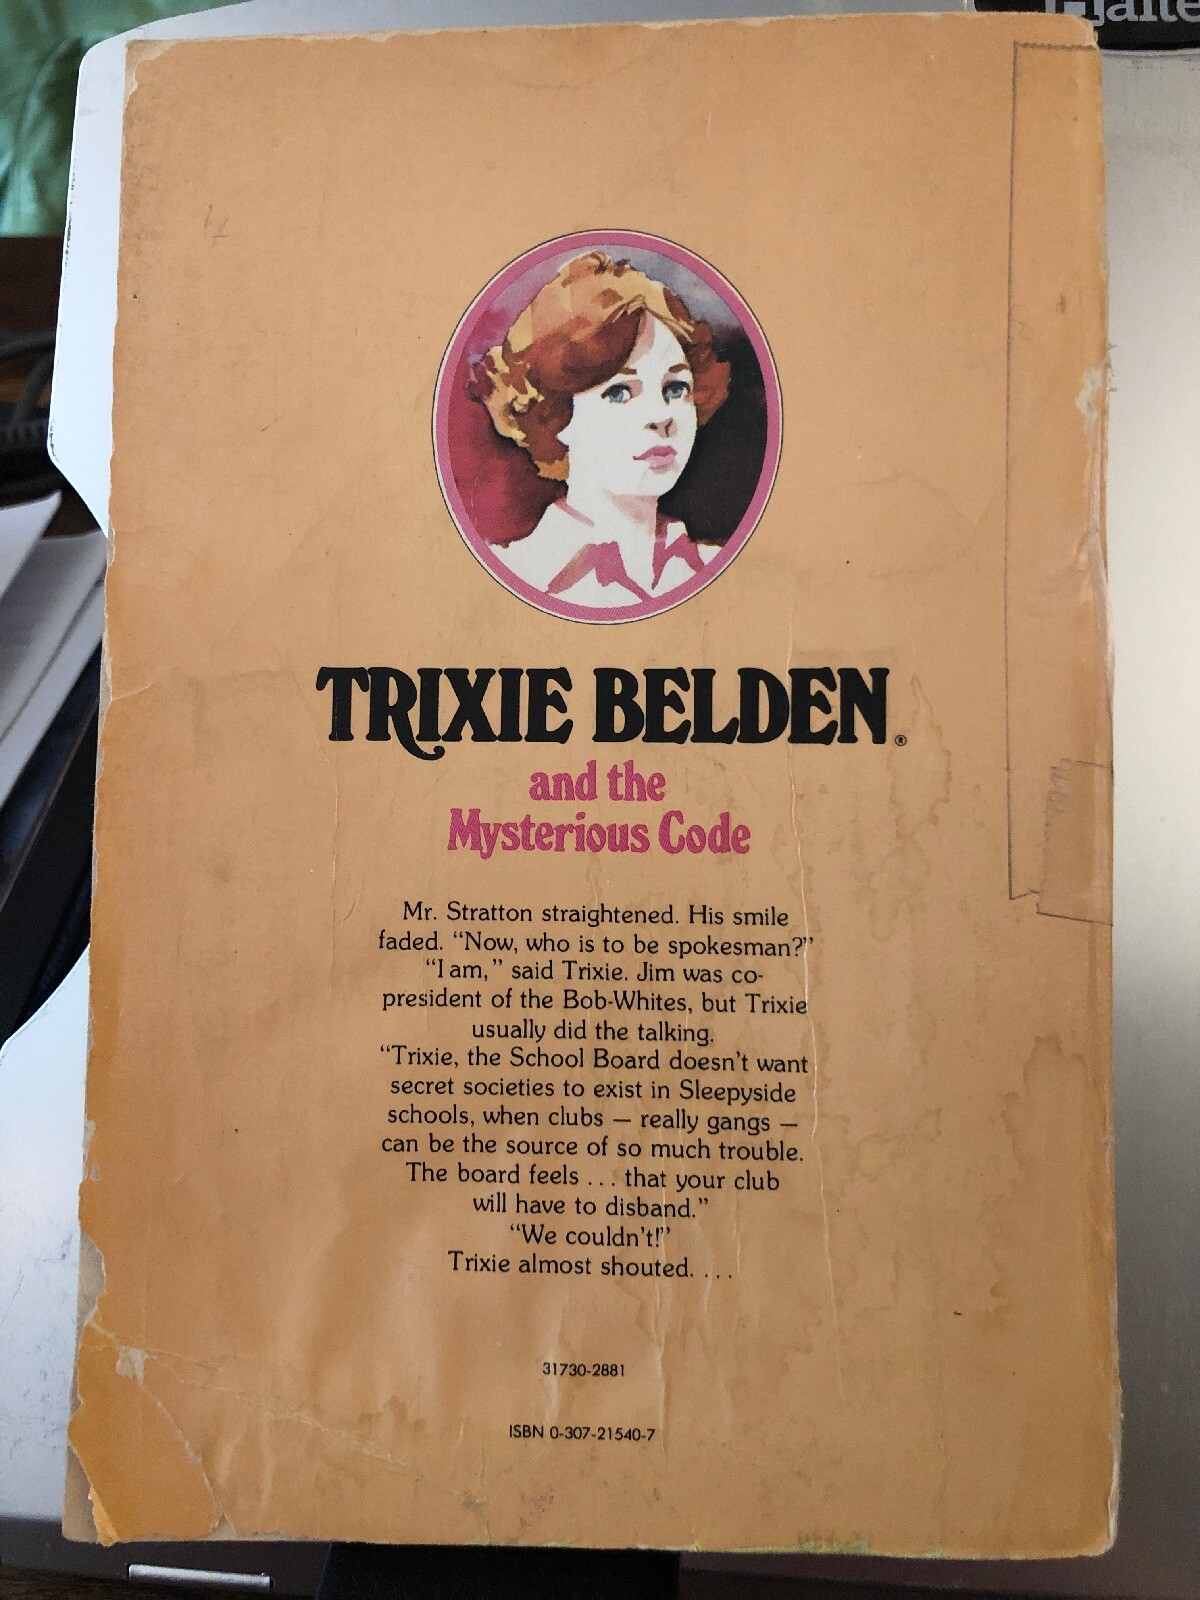 TRIXIE BELDEN®
and the
Mysterious Code
Mr. Stratton straightened. His smile
faded. “Now, who is to be spokesman?”
“I am,” said Trixie. Jim was co-
president of the Bob-Whites, but Trixie
usually did the talking.
“Trixie, the School Board doesn't want
secret societies to exist in Sleepyside
schools, when clubs — really gangs —
can be the source of so much trouble.
The board feels . . . that your club
will have to disband.”
“We couldn't!”
Trixie almost shouted. . . .
31730-2881
ISBN 0-307-21540-7